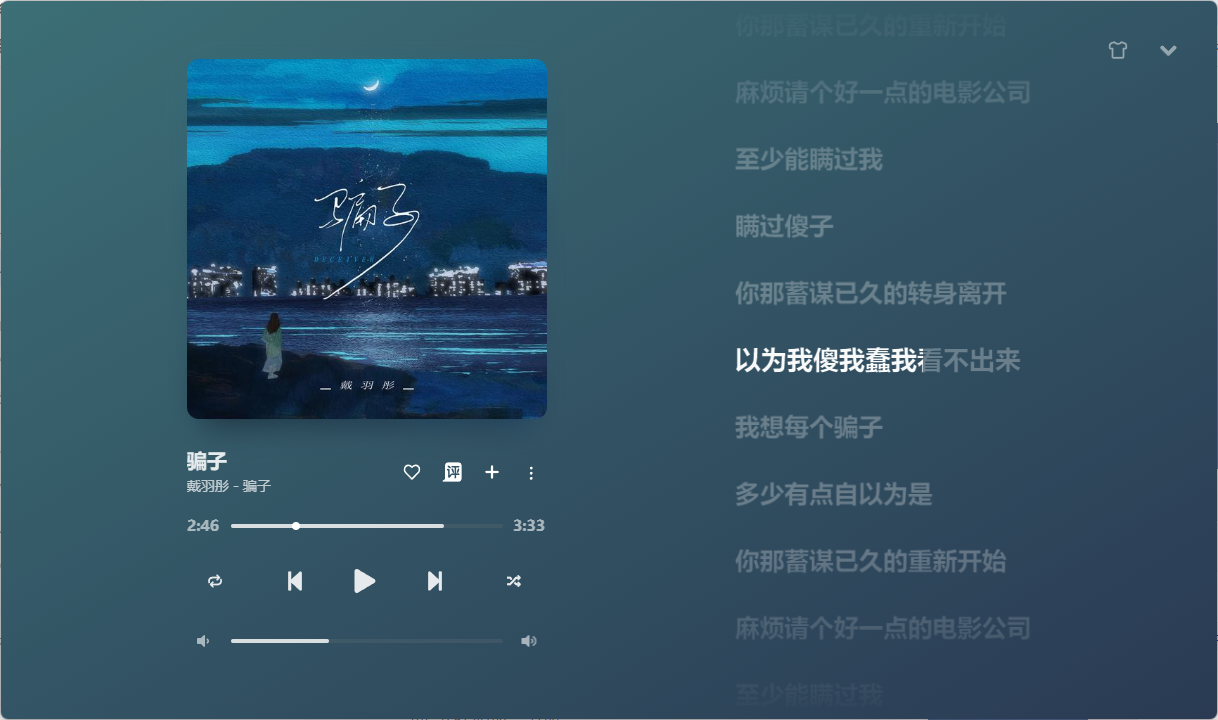 骗子
DECEIVER
戴羽彤
骗子
戴羽彤 - 骗子
评
2:46
3:33
你那蓄谋已久的重新开始
麻烦请个好一点的电影公司
至少能瞒过我
瞒过傻子
你那蓄谋已久的转身离开
以为我傻我蠢我看不出来
我想每个骗子
多少有点自以为是
你那蓄谋已久的重新开始
麻烦请个好一点的电影公司
至少能瞒过我